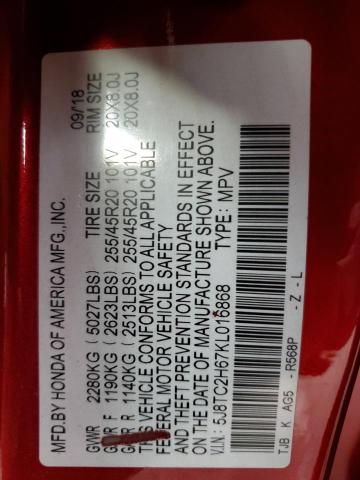 MFD.BY HONDA OF AMERICA MFG.,INC. 09/18
GVWR 2280KG ( 5027LBS) TIRE SIZE RIM SIZE
GWR F 1190KG ( 2623LBS) 255/45R20 101V 20X8.0J
GWR R 1140KG ( 2513LBS) 255/45R20 101V 20X8.0J
THIS VEHICLE CONFORMS TO ALL APPLICABLE
FEDERAL MOTOR VEHICLE SAFETY
AND THEFT PREVENTION STANDARDS IN EFFECT
ON THE DATE OF MANUFACTURE SHOWN ABOVE.
V.I.N.: 5J8TC2H67KL015868 TYPE: MPV
TJB K AG5 - R568P - Z - L